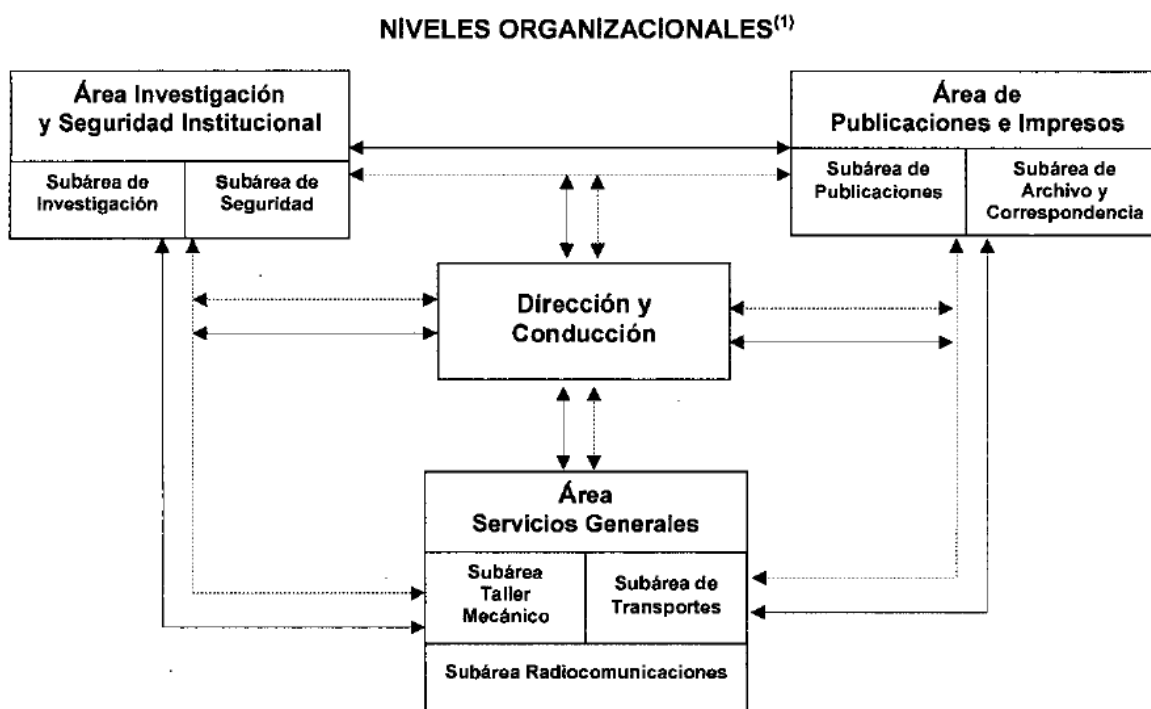 NIVELES ORGANIZACIONALES(1)
Área Investigación
y Seguridad Institucional
Subárea de
Investigación
Subárea de
Seguridad
Área de
Publicaciones e Impresos
Subárea de
Publicaciones
Subárea de
Archivo y
Correspondencia
Dirección y
Conducción
Área
Servicios Generales
Subárea
Taller
Mecánico
Subárea de
Transportes
Subárea Radiocomunicaciones